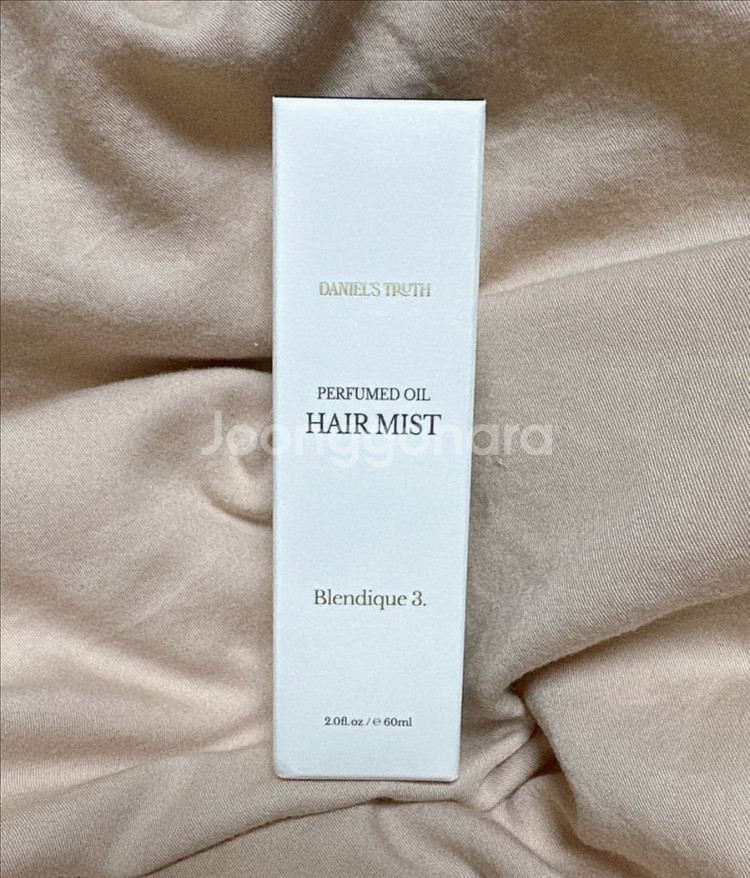 DANIEL'S TRUTH
PERFUMED OIL
HAIR MIST
Joonggonara
Blendique 3.
2.0fl.oz / ℮ 60ml